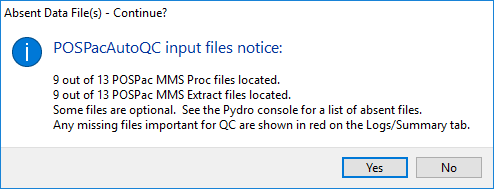 Absent Data File(s) - Continue?
POSPacAutoQC input files notice:
9 out of 13 POSPac MMS Proc files located.
9 out of 13 POSPac MMS Extract files located.
Some files are optional.  See the Pydro console for a list of absent files.
Any missing files important for QC are shown in red on the Logs/Summary tab.
Yes No